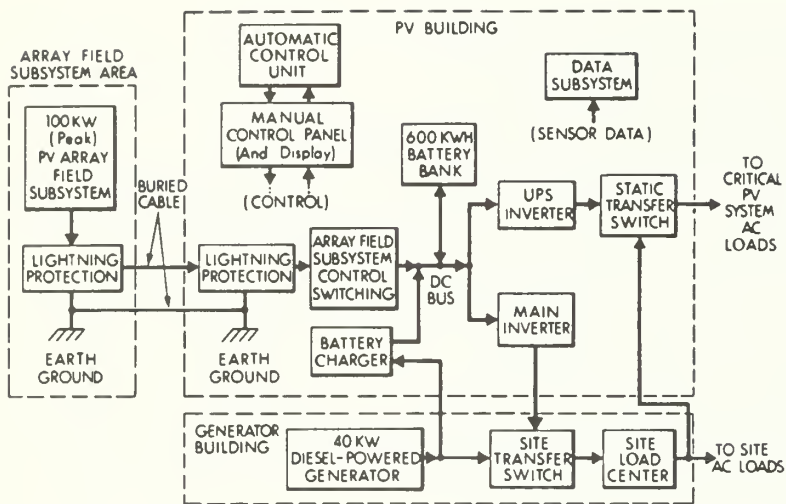 PV BUILDING
ARRAY FIELD
SUBSYSTEM AREA
AUTOMATIC
CONTROL
UNIT
DATA
SUBSYSTEM
100KW
(Peak)
PV ARRAY
FIELD
SUBSYSTEM
MANUAL
CONTROL PANEL
(And Display)
600 KWH
BATTERY
BANK
(SENSOR DATA)
BURIED
CABLE
(CONTROL)
UPS
INVERTER
STATIC
TRANSFER
SWITCH
TO
CRITICAL
PV
SYSTEM
AC
LOADS
LIGHTNING
PROTECTION
LIGHTNING
PROTECTION
ARRAY FIELD
SUBSYSTEM
CONTROL
SWITCHING
DC
BUS
MAIN
INVERTER
EARTH
GROUND
EARTH
GROUND
BATTERY
CHARGER
GENERATOR
BUILDING
40 KW
DIESEL-POWERED
GENERATOR
SITE
TRANSFER
SWITCH
SITE
LOAD
CENTER
TO SITE
AC LOADS